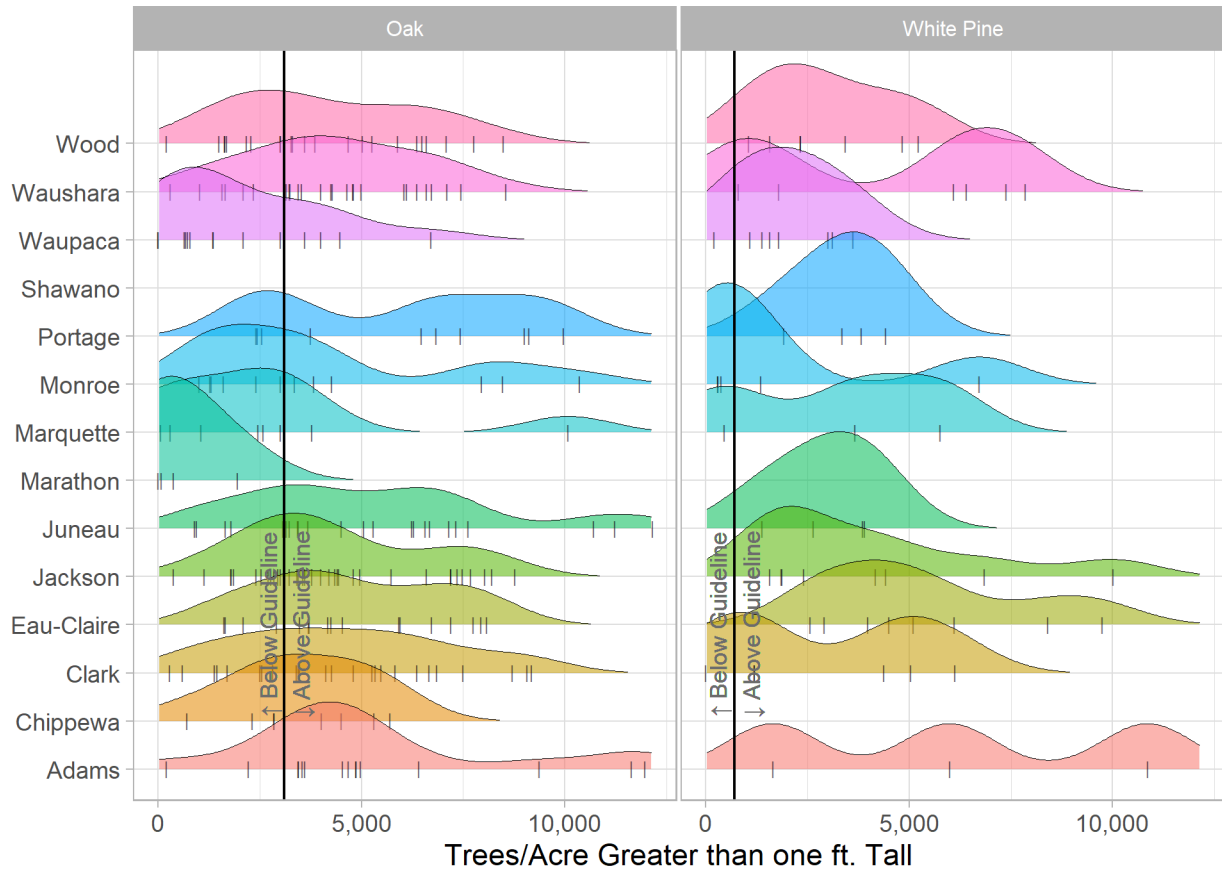 Oak
White Pine
Wood
Waushara
Waupaca
Shawano
Portage
Monroe
Marquette
Marathon
Juneau
Jackson
Eau-Claire
Clark
Chippewa
Adams
↑ Below Guideline
↓ Above Guideline
↑ Below Guideline
↓ Above Guideline
0
5,000
10,000
0
5,000
10,000
Trees/Acre Greater than one ft. Tall